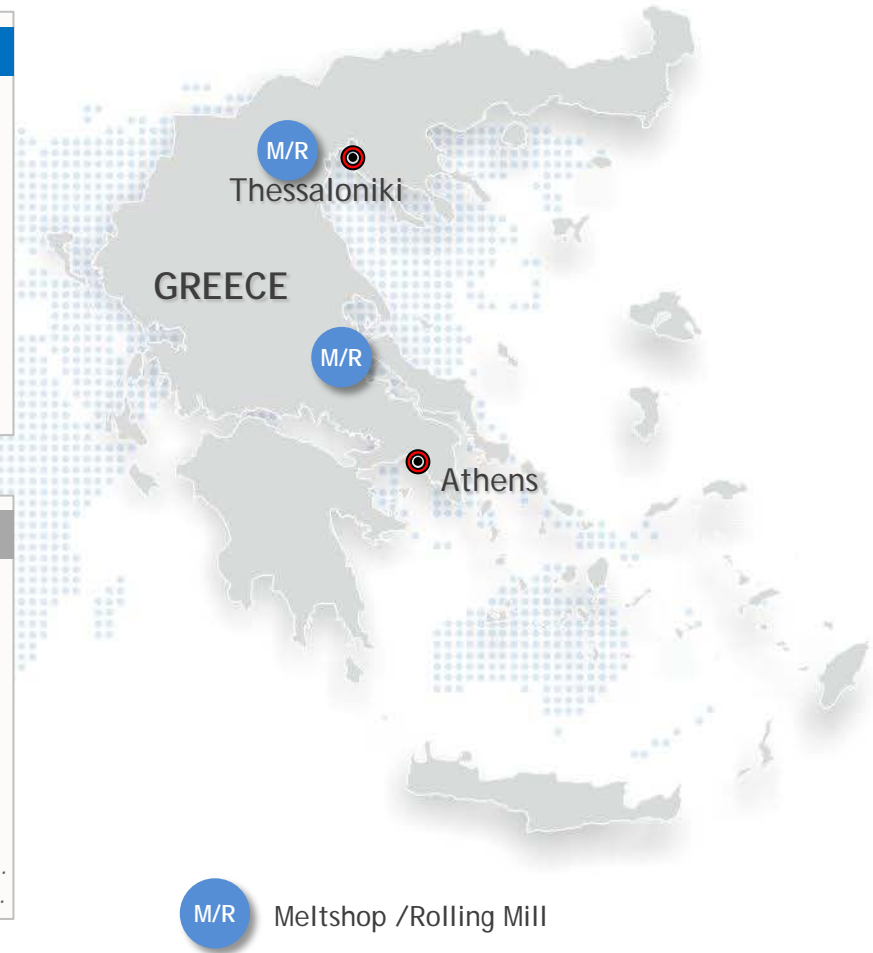 M/R
Thessaloniki
GREECE
M/R
Athens
M/R Meltshop /Rolling Mill